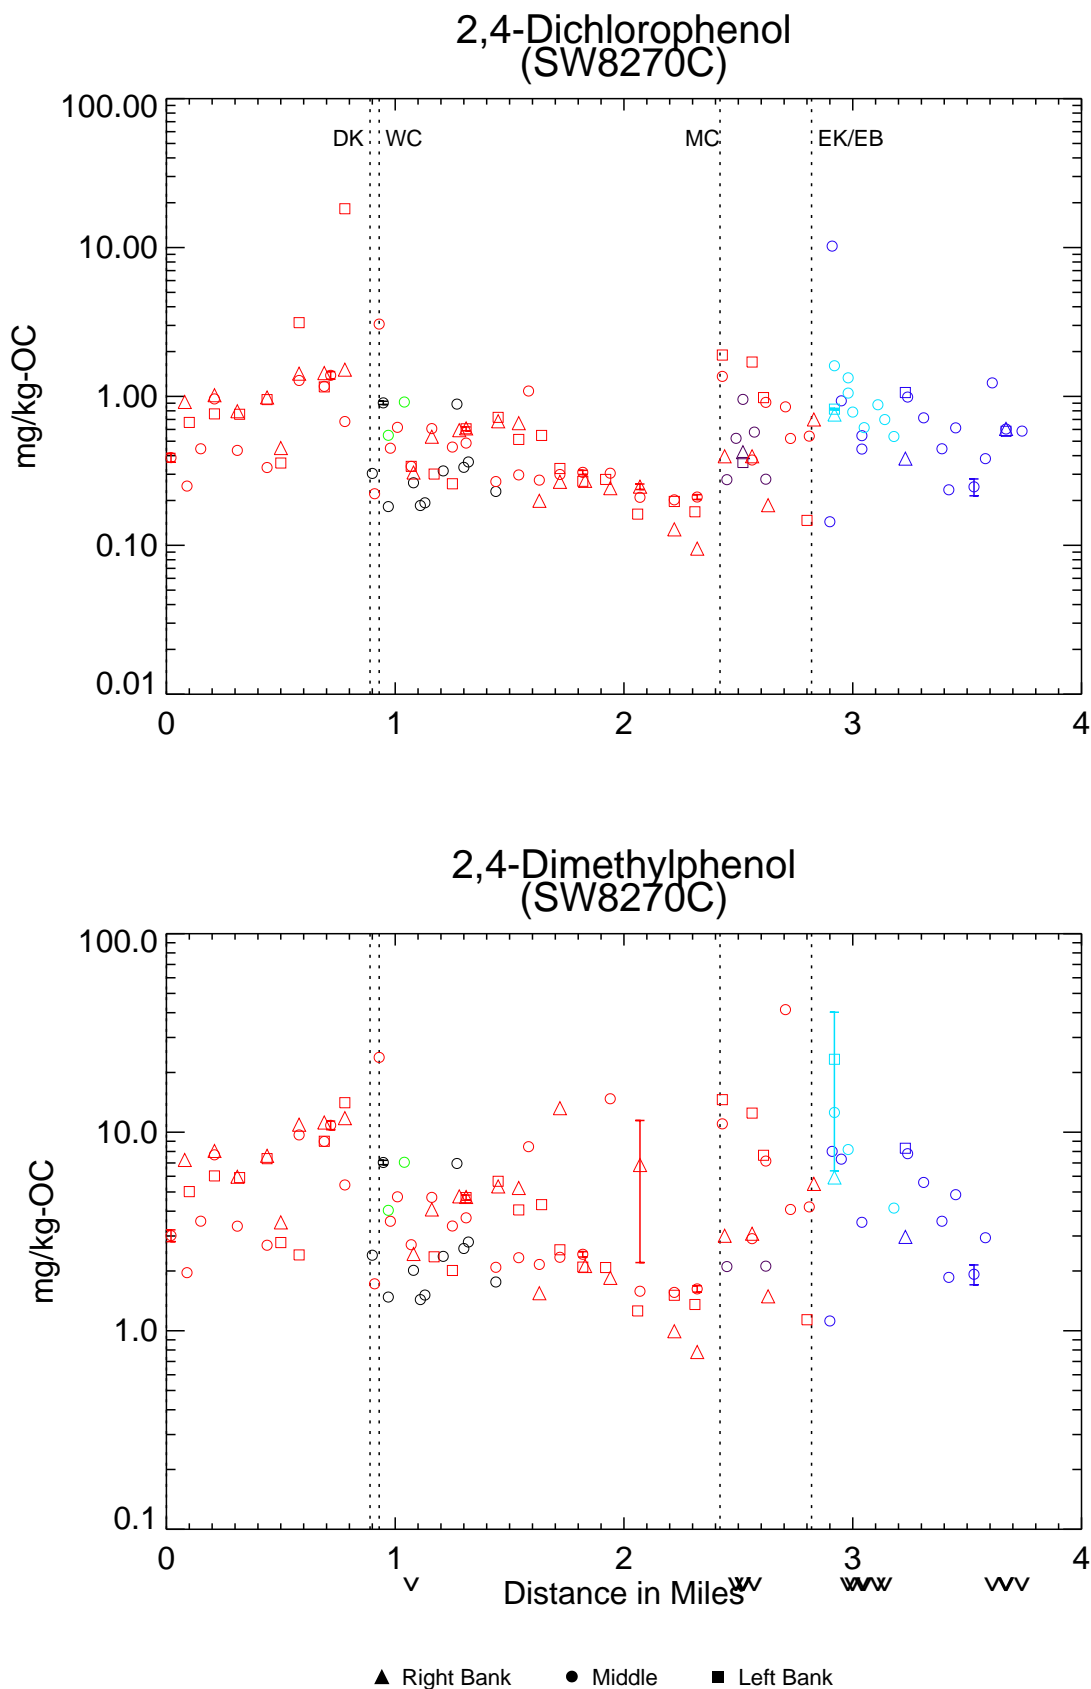 2,4-Dichlorophenol
(SW8270C)
100.00
10.00
1.00
0.10
0.01
mg/kg-OC
DK
WC
MC
EK/EB
0 1 2 3 4
2,4-Dimethylphenol
(SW8270C)
100.0
10.0
1.0
0.1
mg/kg-OC
0 1 2 3 4
Distance in Miles
Right Bank Middle Left Bank